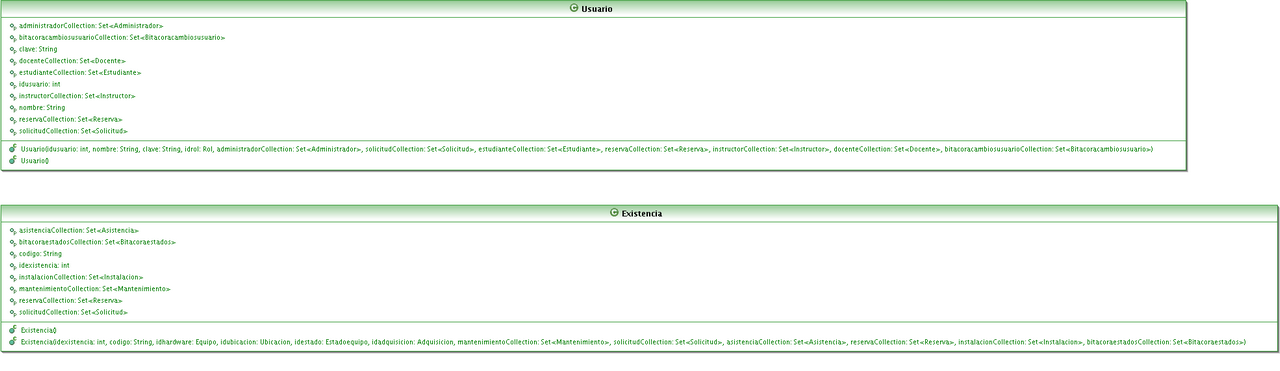 Usuario
administradorCollection: Set<Administrador>
bitacoracambiosusuarioCollection: Set<Bitacoracambiosusuario>
clave: String
docenteCollection: Set<Docente>
estudianteCollection: Set<Estudiante>
idusuario: int
instructorCollection: Set<Instructor>
nombre: String
reservaCollection: Set<Reserva>
solicitudCollection: Set<Solicitud>
Usuario(idusuario: int, nombre: String, clave: String, idrol: Rol, administradorCollection: Set<Administrador>, solicitudCollection: Set<Solicitud>, estudianteCollection: Set<Estudiante>, reservaCollection: Set<Reserva>, instructorCollection: Set<Instructor>, docenteCollection: Set<Docente>, bitacoracambiosusuarioCollection: Set<Bitacoracambiosusuario>)
Usuario()
Existencia
asistenciaCollection: Set<Asistencia>
bitacoraestadosCollection: Set<Bitacoraestados>
codigo: String
idexistencia: int
instalacionCollection: Set<Instalacion>
mantenimientoCollection: Set<Mantenimiento>
reservaCollection: Set<Reserva>
solicitudCollection: Set<Solicitud>
Existencia()
Existencia(idexistencia: int, codigo: String, idhardware: Equipo, idubicacion: Ubicacion, idestado: Estadoequipo, idadquisicion: Adquisicion, mantenimientoCollection: Set<Mantenimiento>, solicitudCollection: Set<Solicitud>, asistenciaCollection: Set<Asistencia>, reservaCollection: Set<Reserva>, instalacionCollection: Set<Instalacion>, bitacoraestadosCollection: Set<Bitacoraestados>)